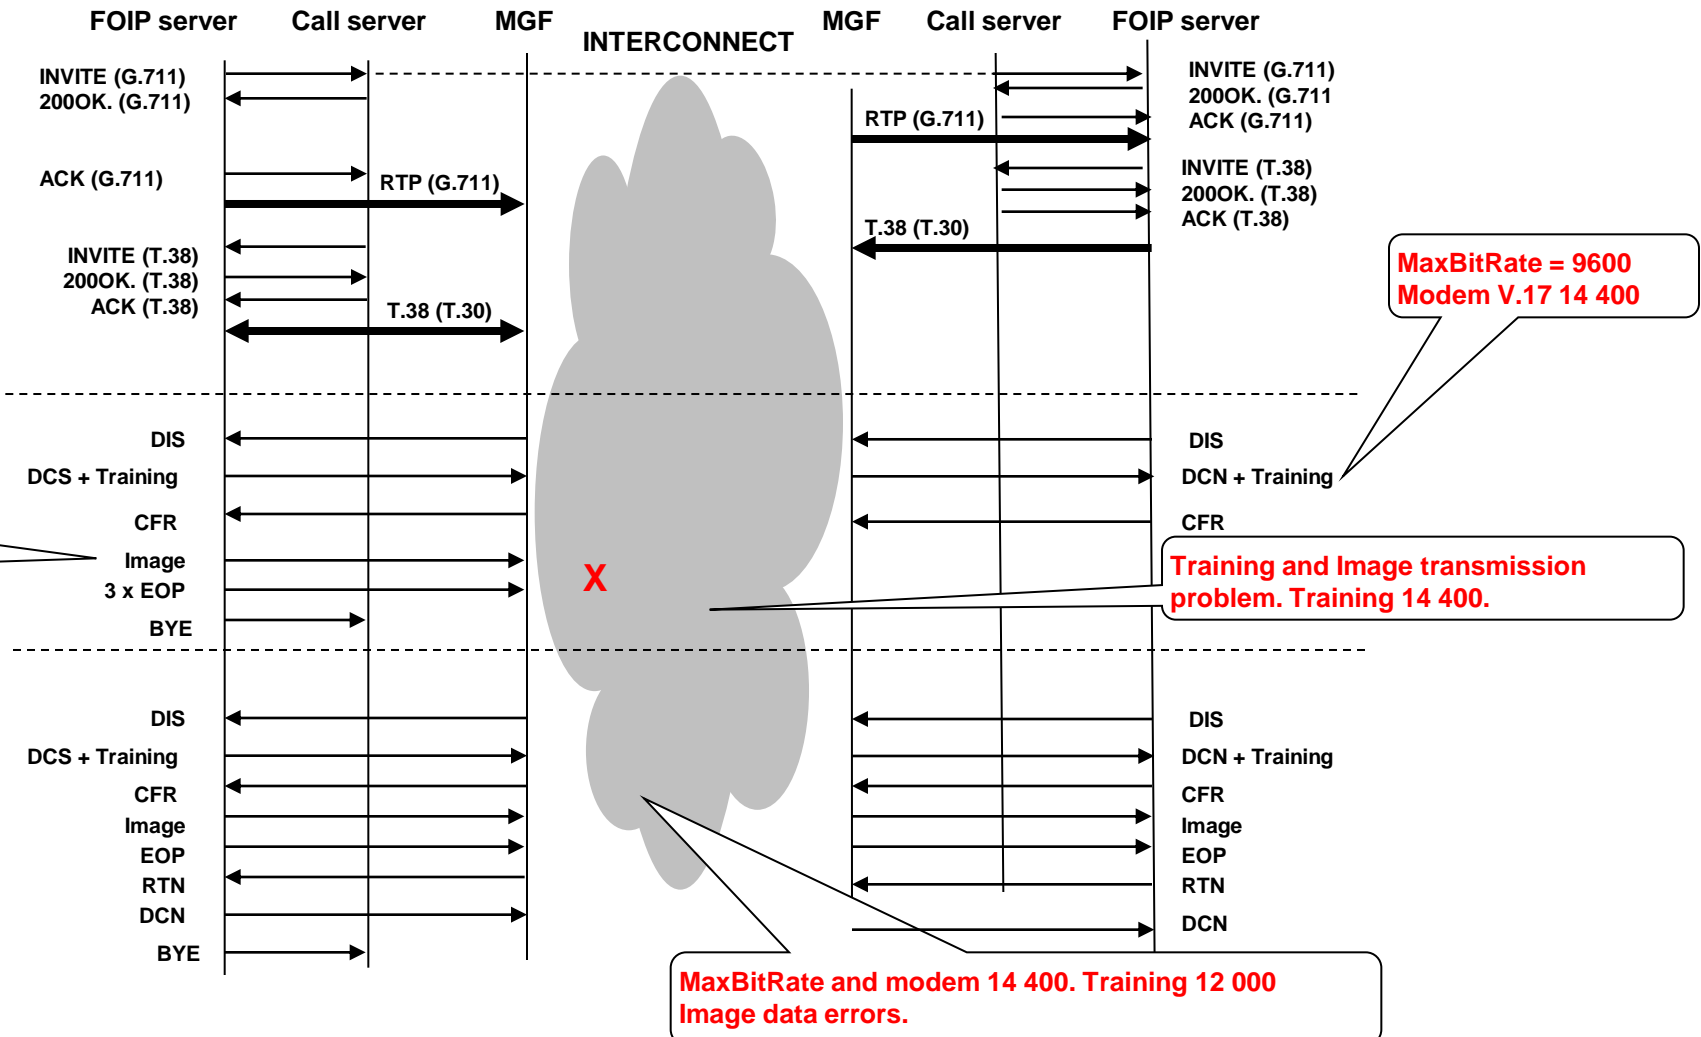 FOIP server Call server MGF INTERCONNECT MGF Call server FOIP server
INVITE (G.711)
200OK. (G.711)
ACK (G.711)
RTP (G.711)
INVITE (T.38)
200OK. (T.38)
ACK (T.38)
T.38 (T.30)
RTP (G.711)
T.38 (T.30)
INVITE (G.711)
200OK. (G.711
ACK (G.711)
INVITE (T.38)
200OK. (T.38)
ACK (T.38)
MaxBitRate = 9600
Modem V.17 14 400
DIS
DCS + Training
CFR
Image
3 x EOP
BYE
X
DIS
DCN + Training
CFR
Training and Image transmission
problem. Training 14 400.
DIS
DCS + Training
CFR
Image
EOP
RTN
DCN
BYE
DIS
DCN + Training
CFR
Image
EOP
RTN
DCN
MaxBitRate and modem 14 400. Training 12 000
Image data errors.